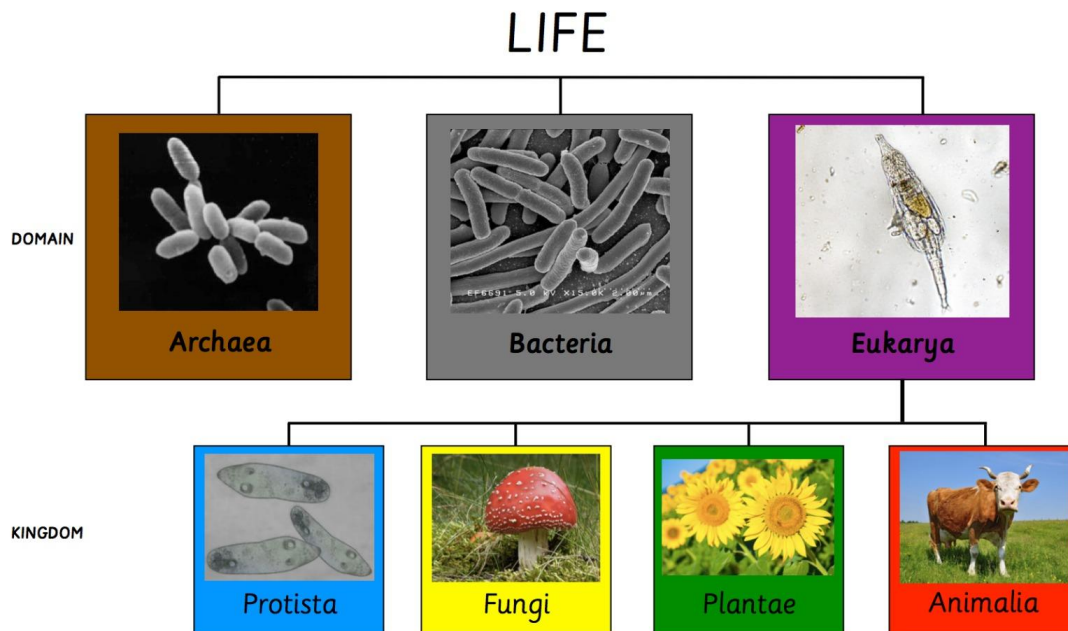 LIFE
DOMAIN
Archaea
Bacteria
Eukarya
KINGDOM
Protista
Fungi
Plantae
Animalia